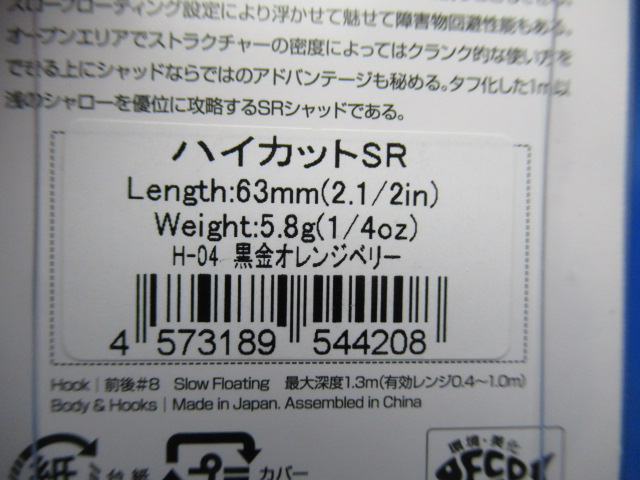 スローフローティング設定により浮かせて魅せて障害物回避性能もある。
オープンエリアでストラクチャーの密度によってはクランク的な使い方を
できる上にシャッドならではのアドバンテージも秘める。タフ化した1m以
浅のシャローを優位に攻略するSRシャッドである。
ハイカットSR
Length:63mm(2.1/2in)
Weight:5.8g(1/4oz)
H-04 黒金オレンジベリー
4 573189 544208
Hook｜前後#8 Slow Floating 最大深度1.3m(有効レンジ0.4〜1.0m)
Body & Hooks｜Made in Japan. Assembled in China
環境・美化
紙 台紙
プラ カバー